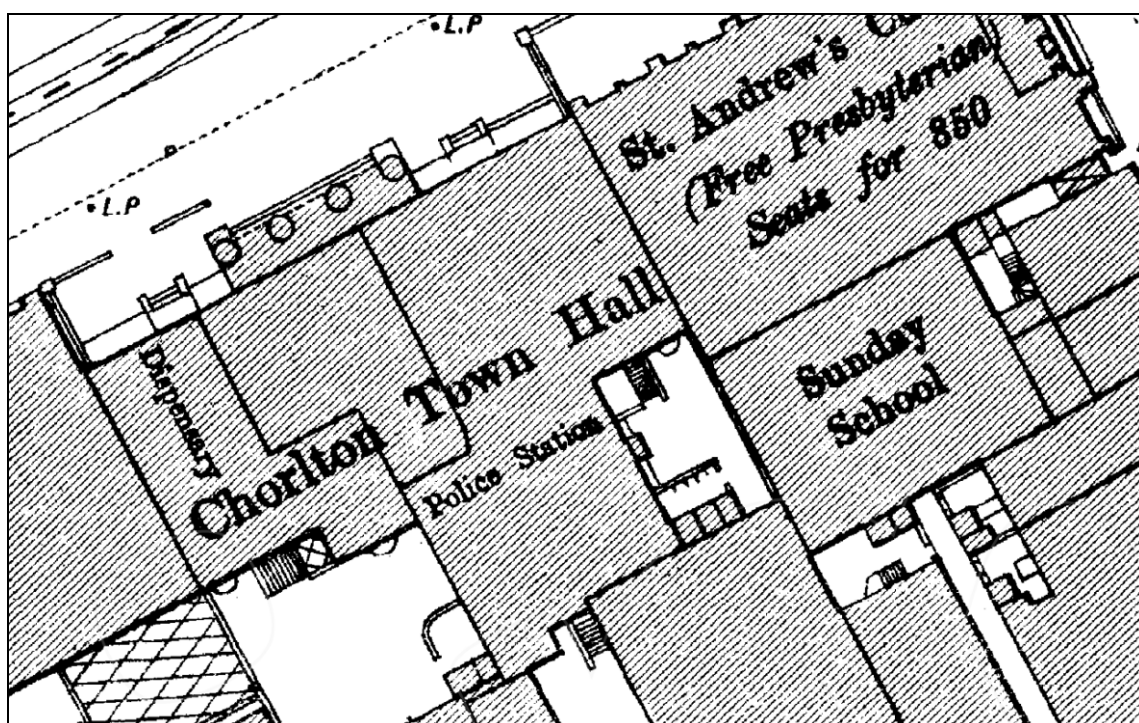 L.P
St. Andrew's
(Free Presbyterian)
Seats for 850
P
L.P
Chorlton Town Hall
Dispensary
Police Station
Sunday
School